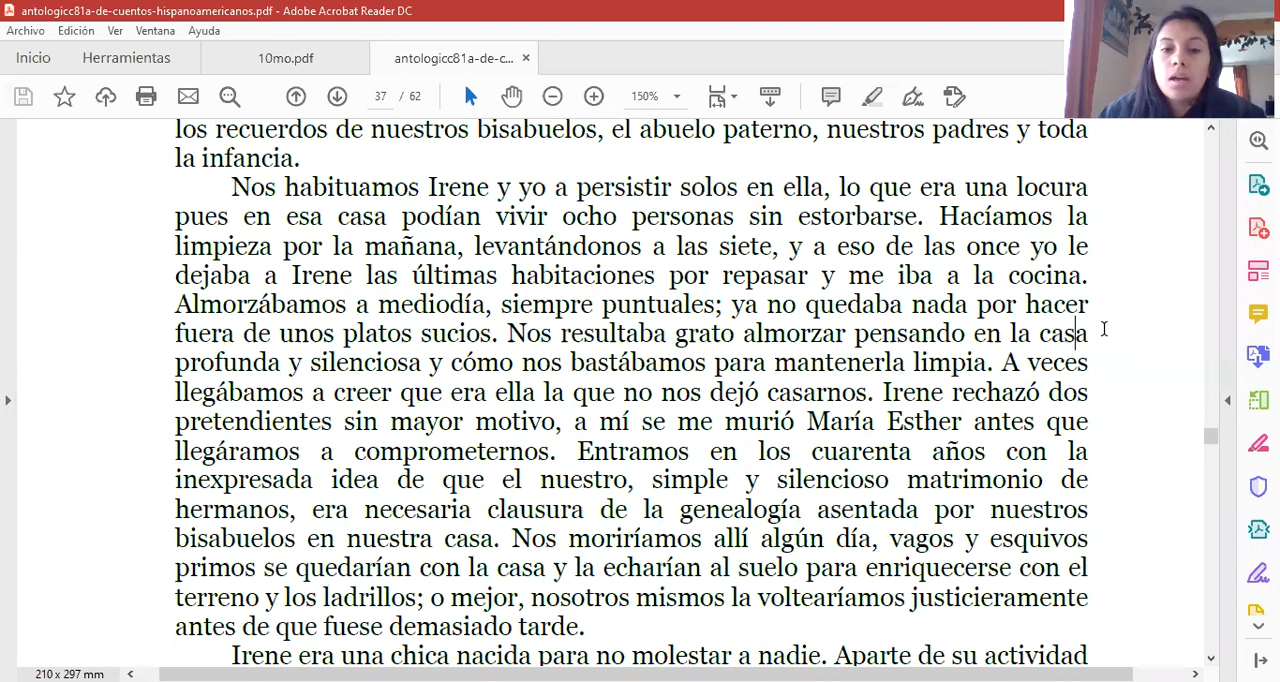 antologicc81a-de-cuentos-hispanoamericanos.pdf - Adobe Acrobat Reader DC
Archivo Edición Ver Ventana Ayuda
Inicio Herramientas 10mo.pdf antologicc81a-de-c... ×
37 / 62 150%
los recuerdos de nuestros bisabuelos, el abuelo paterno, nuestros padres y toda
la infancia.
Nos habituamos Irene y yo a persistir solos en ella, lo que era una locura
pues en esa casa podían vivir ocho personas sin estorbarse. Hacíamos la
limpieza por la mañana, levantándonos a las siete, y a eso de las once yo le
dejaba a Irene las últimas habitaciones por repasar y me iba a la cocina.
Almorzábamos a mediodía, siempre puntuales; ya no quedaba nada por hacer
fuera de unos platos sucios. Nos resultaba grato almorzar pensando en la casa
profunda y silenciosa y cómo nos bastábamos para mantenerla limpia. A veces
llegábamos a creer que era ella la que no nos dejó casarnos. Irene rechazó dos
pretendientes sin mayor motivo, a mí se me murió María Esther antes que
llegáramos a comprometernos. Entramos en los cuarenta años con la
inexpresada idea de que el nuestro, simple y silencioso matrimonio de
hermanos, era necesaria clausura de la genealogía asentada por nuestros
bisabuelos en nuestra casa. Nos moriríamos allí algún día, vagos y esquivos
primos se quedarían con la casa y la echarían al suelo para enriquecerse con el
terreno y los ladrillos; o mejor, nosotros mismos la voltearíamos justicieramente
antes de que fuese demasiado tarde.
Irene era una chica nacida para no molestar a nadie. Aparte de su actividad
210 x 297 mm